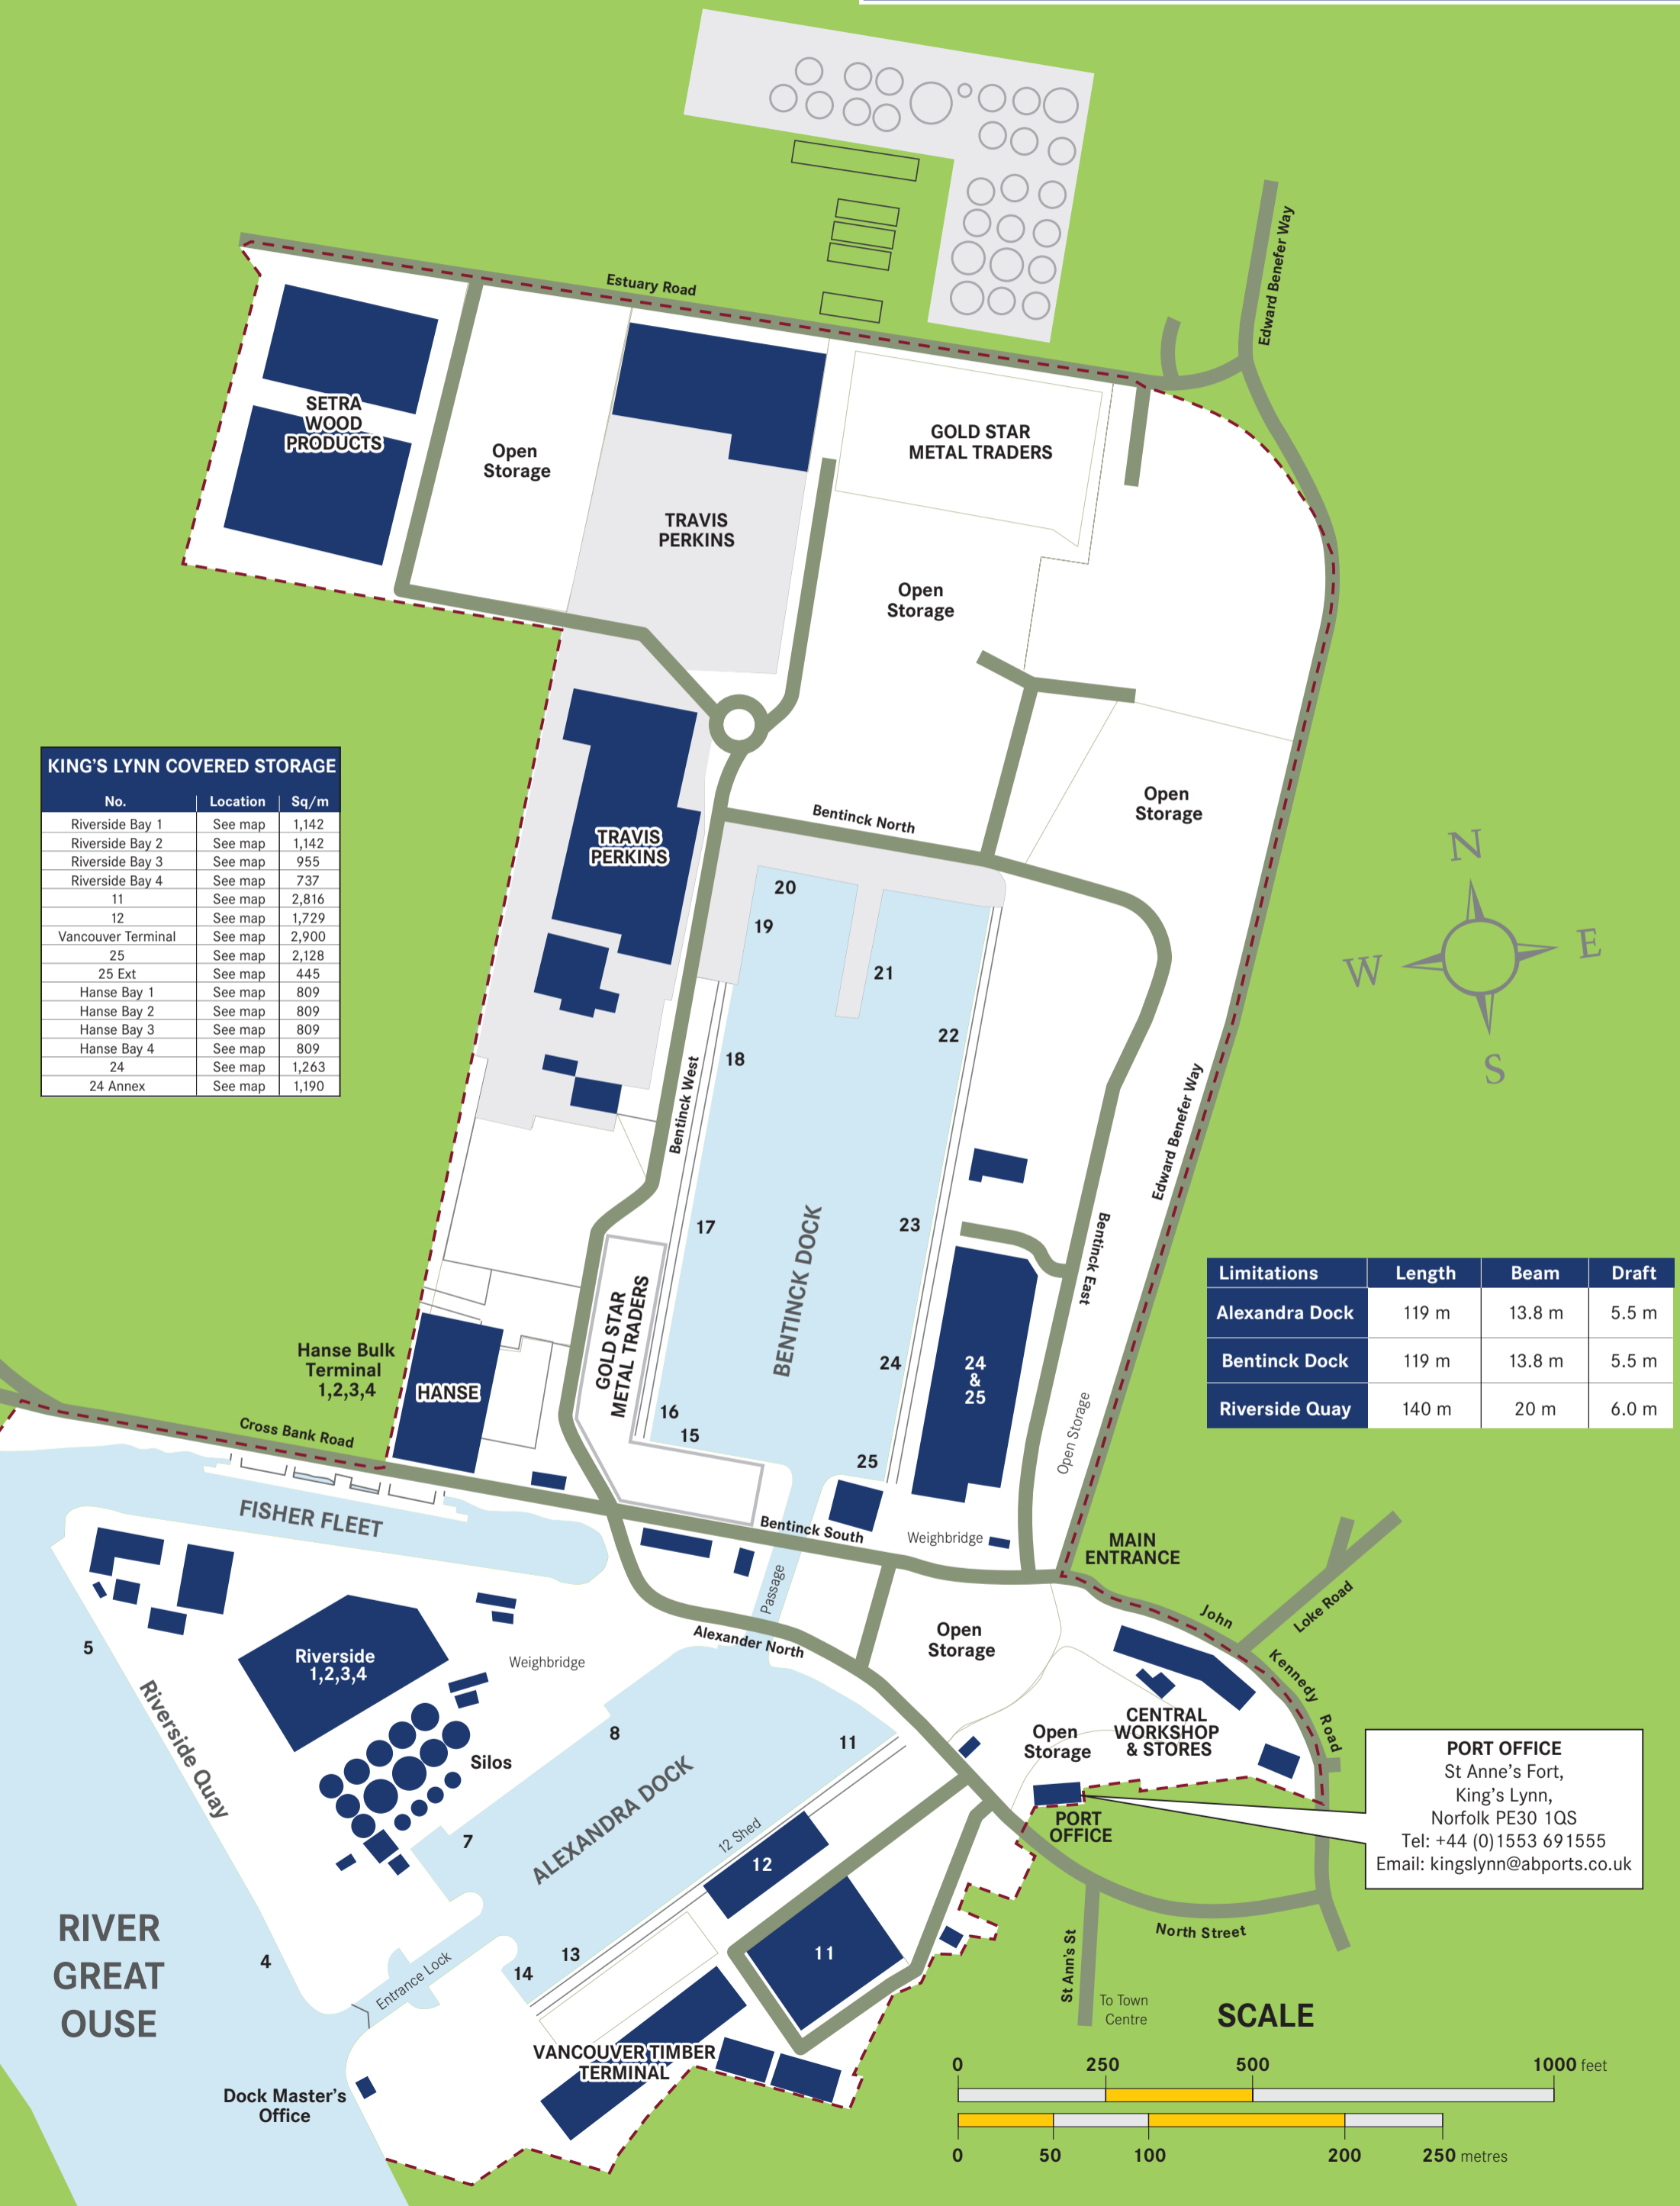 Estuary Road
Edward Benefer Way
SETRA
WOOD
PRODUCTS
Open
Storage
TRAVIS
PERKINS
GOLD STAR
METAL TRADERS
Open
Storage
KING'S LYNN COVERED STORAGE
No. Location Sq/m
Riverside Bay 1 See map 1,142
Riverside Bay 2 See map 1,142
Riverside Bay 3 See map 955
Riverside Bay 4 See map 737
11 See map 2,816
12 See map 1,729
Vancouver Terminal See map 2,900
25 See map 2,128
25 Ext See map 445
Hanse Bay 1 See map 809
Hanse Bay 2 See map 809
Hanse Bay 3 See map 809
Hanse Bay 4 See map 809
24 See map 1,263
24 Annex See map 1,190
TRAVIS
PERKINS
Bentinck North
Open
Storage
N
E
W
S
20
19
21
22
18
Bentinck West
17
23
BENTINCK DOCK
Edward Benefer Way
Bentinck East
GOLD STAR
METAL TRADERS
24
24
&
25
16
15
25
Open Storage
Limitations Length Beam Draft
Alexandra Dock 119 m 13.8 m 5.5 m
Bentinck Dock 119 m 13.8 m 5.5 m
Riverside Quay 140 m 20 m 6.0 m
Hanse Bulk
Terminal
1,2,3,4
HANSE
Cross Bank Road
FISHER FLEET
Bentinck South
Weighbridge
MAIN
ENTRANCE
Passage
Alexander North
Open
Storage
John
Kennedy
Road
Loke Road
5
Riverside
1,2,3,4
Weighbridge
Riverside Quay
8
11
Silos
Open
Storage
CENTRAL
WORKSHOP
& STORES
PORT
OFFICE
PORT OFFICE
St Anne's Fort,
King's Lynn,
Norfolk PE30 1QS
Tel: +44 (0)1553 691555
Email: kingslynn@abports.co.uk
7
ALEXANDRA DOCK
12 Shed
12
11
RIVER
GREAT
OUSE
4
Entrance Lock
13
14
North Street
St Ann's St
To Town
Centre
VANCOUVER TIMBER
TERMINAL
Dock Master's
Office
SCALE
0 250 500 1000 feet
0 50 100 200 250 metres